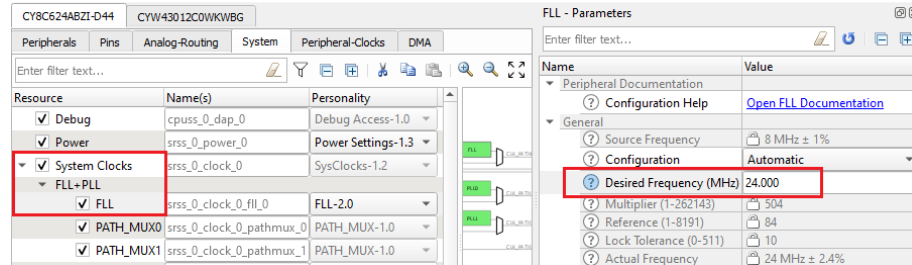 CY8C624ABZI-D44 CYW43012C0WKWBG
Peripherals Pins Analog-Routing System Peripheral-Clocks DMA
Enter filter text...
Resource Name(s) Personality
Debug cpuss_0_dap_0 Debug Access-1.0
Power srss_0_power_0 Power Settings-1.3
System Clocks srss_0_clock_0 SysClocks-1.2
FLL+PLL
FLL srss_0_clock_0_fll_0 FLL-2.0
PATH_MUX0 srss_0_clock_0_pathmux_0 PATH_MUX-1.0
PATH_MUX1 srss_0_clock_0_pathmux_1 PATH_MUX-1.0
FLL
PLL0
PLL1
FLL - Parameters
Enter filter text...
Name Value
Peripheral Documentation
? Configuration Help Open FLL Documentation
General
? Source Frequency 8 MHz ± 1%
? Configuration Automatic
? Desired Frequency (MHz) 24.000
? Multiplier (1-262143) 504
? Reference (1-8191) 84
? Lock Tolerance (0-511) 10
? Actual Frequency 24 MHz ± 2.4%